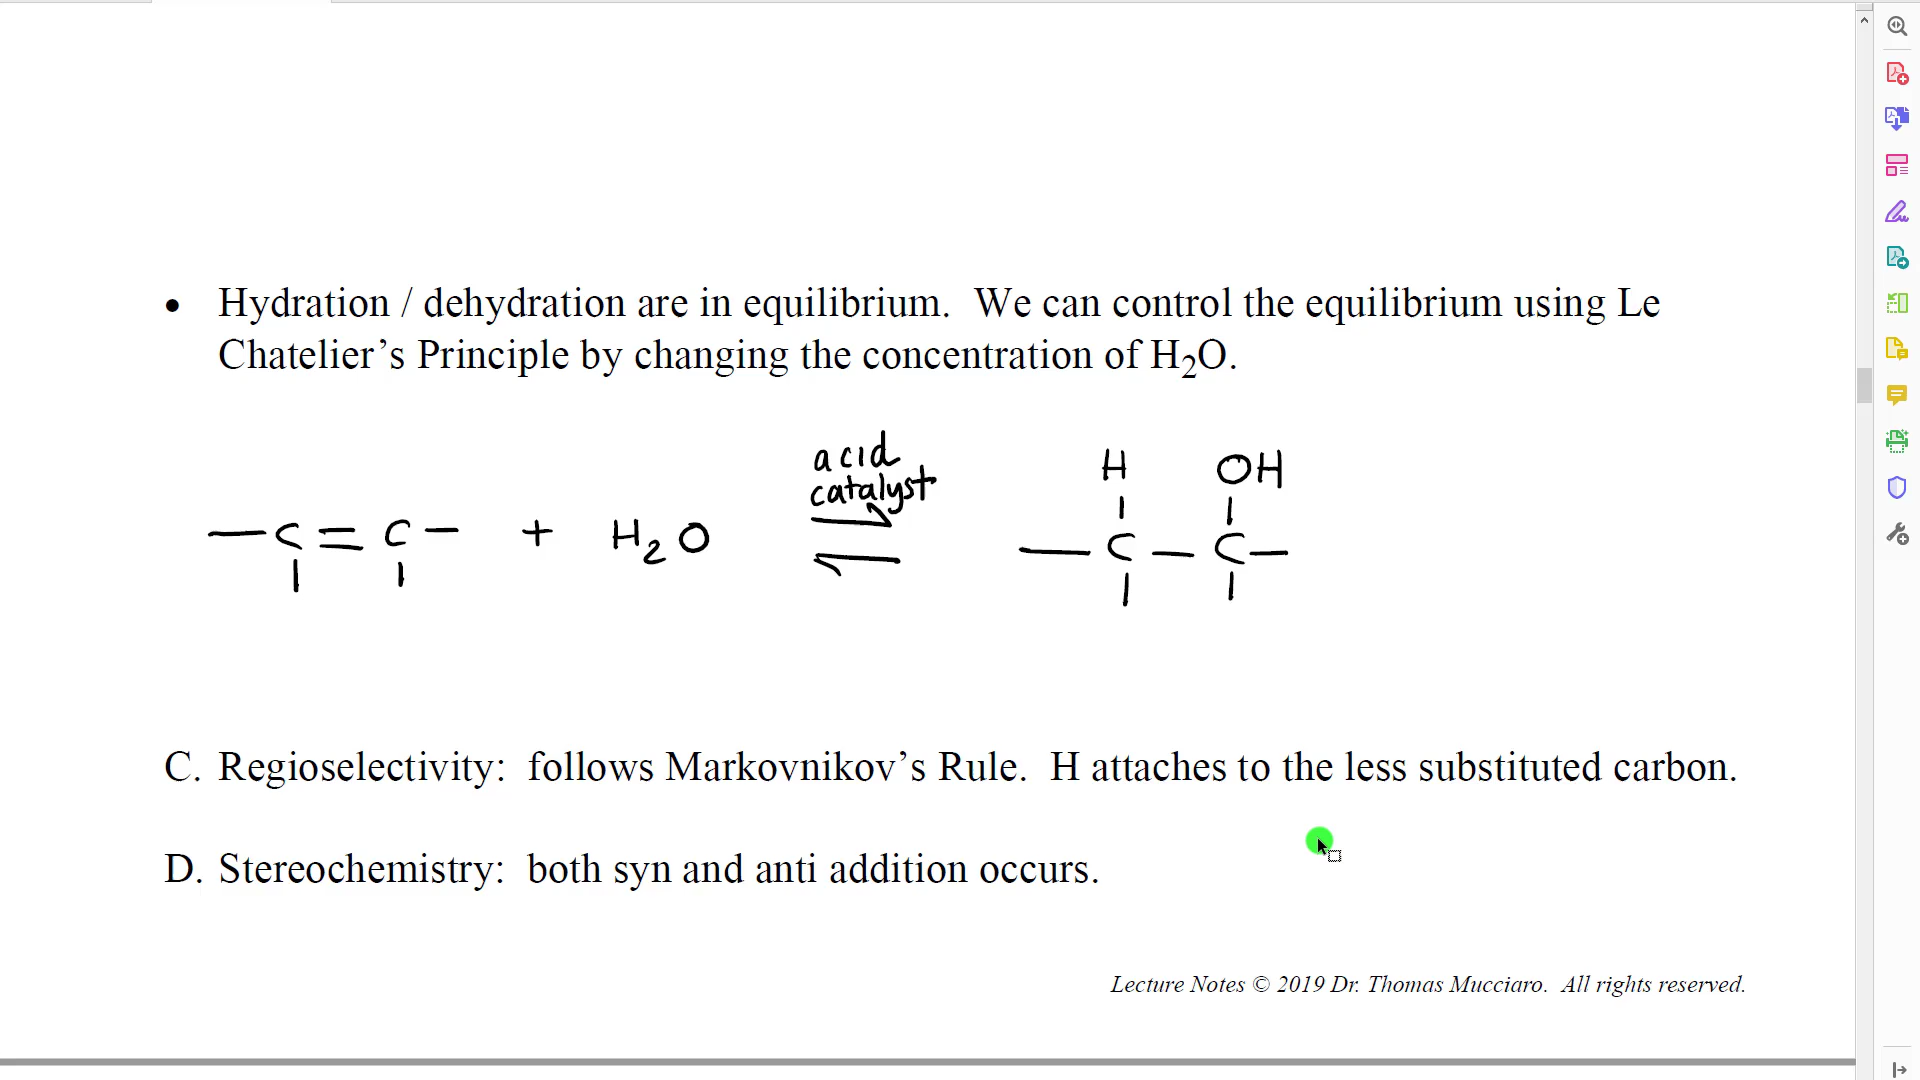 • Hydration / dehydration are in equilibrium. We can control the equilibrium using Le
Chatelier’s Principle by changing the concentration of H₂O.
acid
catalyst
H OH
— C = C — + H₂O ⇌ — C — C —
C. Regioselectivity: follows Markovnikov’s Rule. H attaches to the less substituted carbon.
D. Stereochemistry: both syn and anti addition occurs.
Lecture Notes © 2019 Dr. Thomas Mucciaro. All rights reserved.